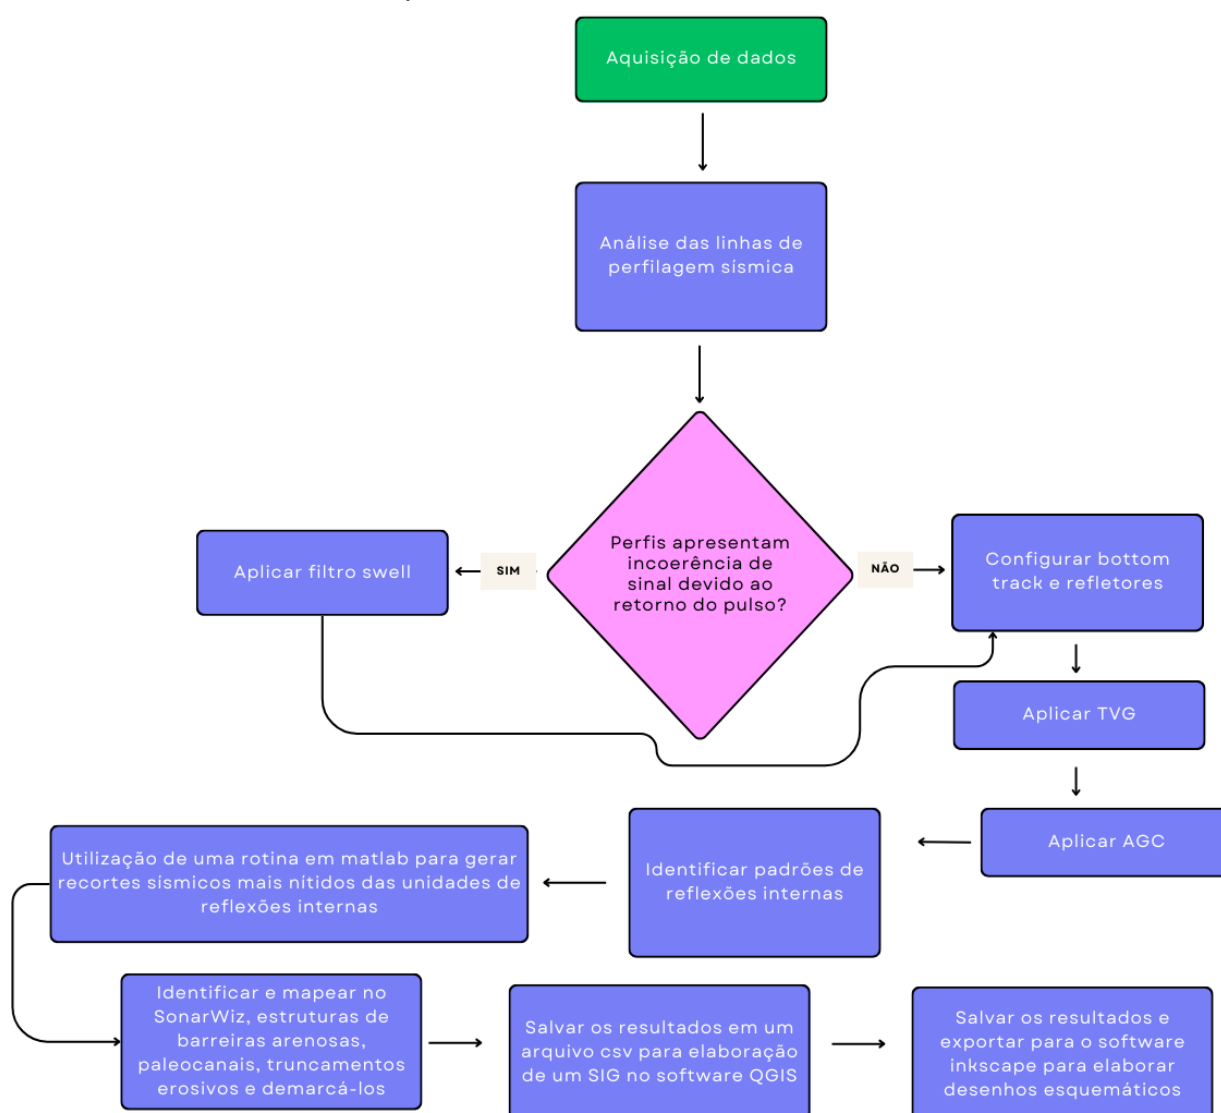 Aquisição de dados
Análise das linhas de
perfilagem sísmica
Perfis apresentam
incoerência de
sinal devido ao
retorno do pulso?
SIM
Aplicar filtro swell
NÃO
Configurar bottom
track e refletores
Aplicar TVG
Aplicar AGC
Identificar padrões de
reflexões internas
Utilização de uma rotina em matlab para gerar
recortes sísmicos mais nítidos das unidades de
reflexões internas
Identificar e mapear no
SonarWiz, estruturas de
barreiras arenosas,
paleocanais, truncamentos
erosivos e demarcá-los
Salvar os resultados em um
arquivo csv para elaboração
de um SIG no software QGIS
Salvar os resultados e
exportar para o software
inkscape para elaborar
desenhos esquemáticos